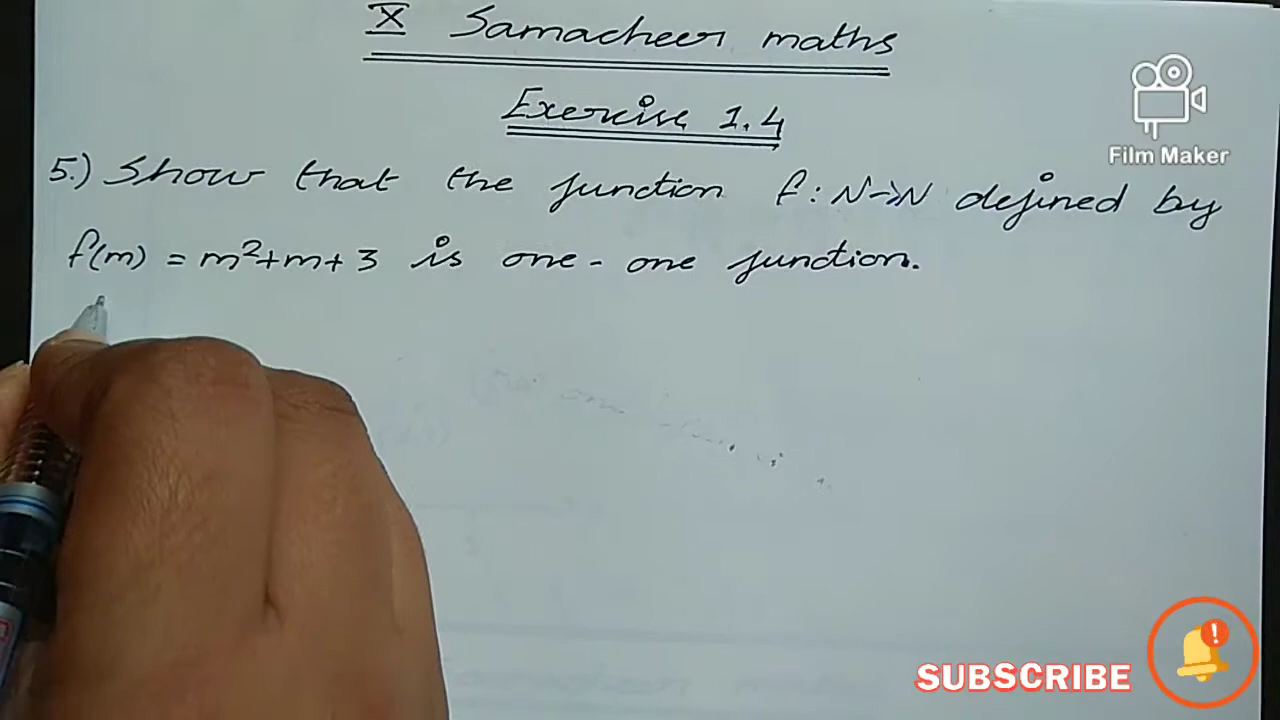 X Samacheer maths
Exercise 1.4
Film Maker
5.) Show that the function f : N→N defined by
f(m) = m²+m+3 is one-one function.
SUBSCRIBE